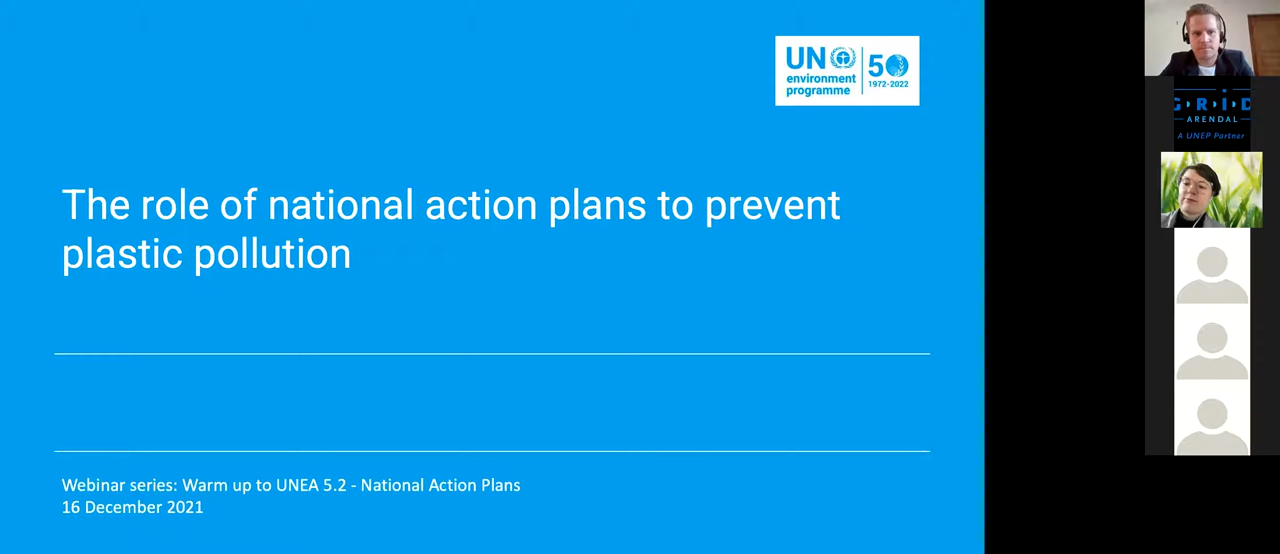 UN
environment
programme
50
1972-2022
The role of national action plans to prevent
plastic pollution
Webinar series: Warm up to UNEA 5.2 - National Action Plans
16 December 2021
G·R·I·D
ARENDAL
A UNEP Partner